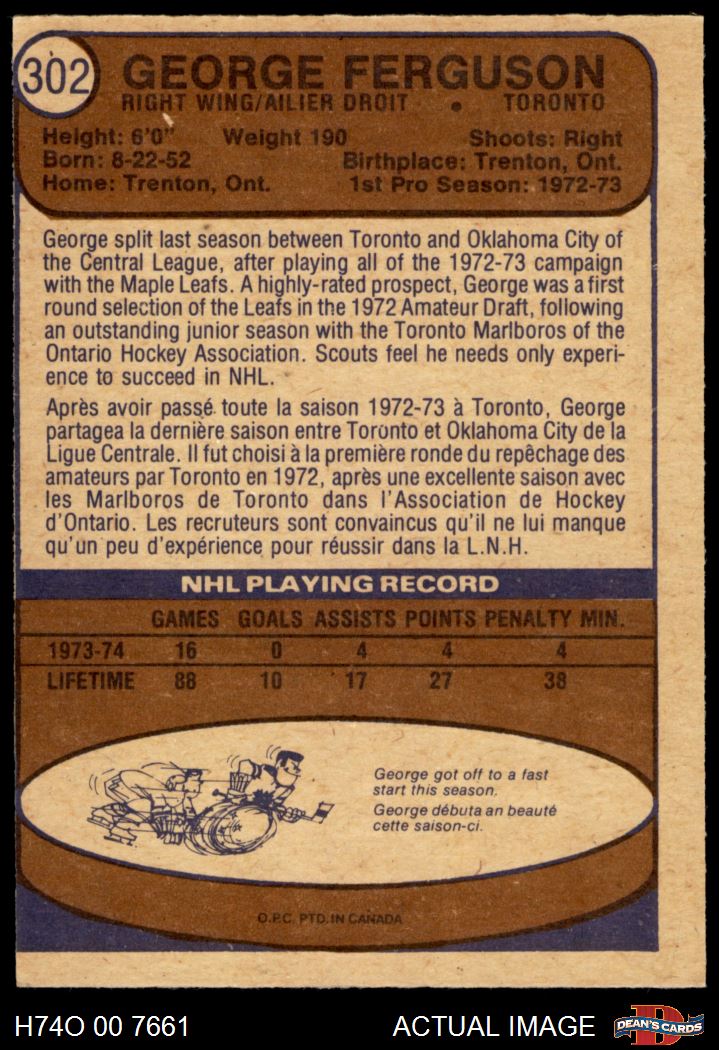 302
GEORGE FERGUSON
RIGHT WING/AILIER DROIT • TORONTO
Height: 6'0" Weight 190 Shoots: Right
Born: 8-22-52 Birthplace: Trenton, Ont.
Home: Trenton, Ont. 1st Pro Season: 1972-73
George split last season between Toronto and Oklahoma City of
the Central League, after playing all of the 1972-73 campaign
with the Maple Leafs. A highly-rated prospect, George was a first
round selection of the Leafs in the 1972 Amateur Draft, following
an outstanding junior season with the Toronto Marlboros of the
Ontario Hockey Association. Scouts feel he needs only experi-
ence to succeed in NHL.
Après avoir passé toute la saison 1972-73 à Toronto, George
partagea la dernière saison entre Toronto et Oklahoma City de la
Ligue Centrale. Il fut choisi à la première ronde du repêchage des
amateurs par Toronto en 1972, après une excellente saison avec
les Marlboros de Toronto dans l'Association de Hockey
d'Ontario. Les recruteurs sont convaincus qu'il ne lui manque
qu'un peu d'expérience pour réussir dans la L.N.H.
NHL PLAYING RECORD
GAMES GOALS ASSISTS POINTS PENALTY MIN.
1973-74 16 0 4 4 4
LIFETIME 88 10 17 27 38
George got off to a fast
start this season.
George débuta an beauté
cette saison-ci.
O.P.C. PTD. IN CANADA
H74O 00 7661 ACTUAL IMAGE D DEAN'S CARDS